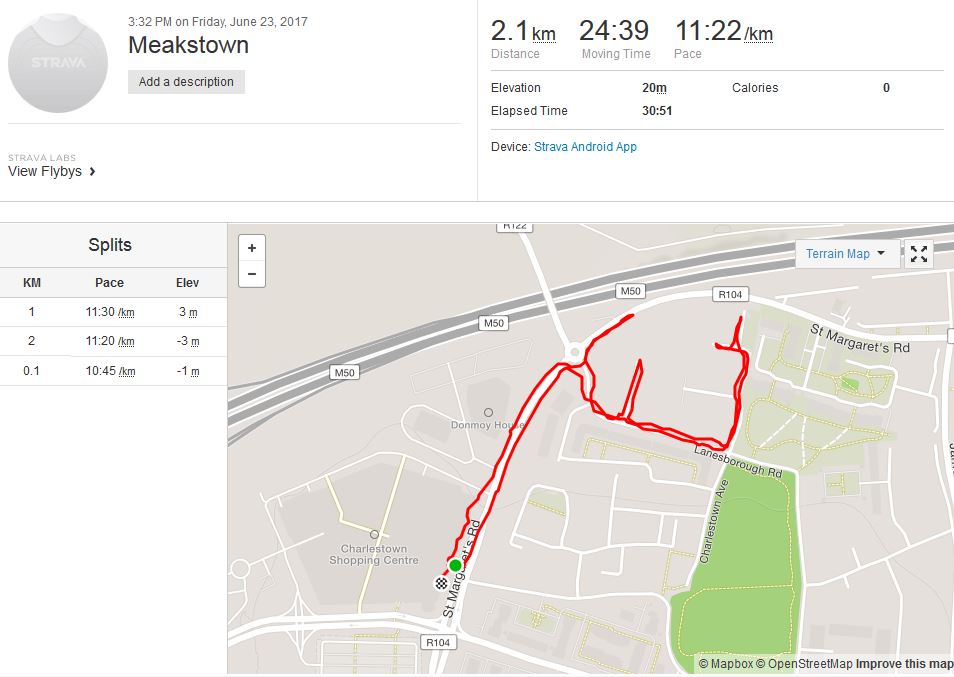 3:32 PM on Friday, June 23, 2017
Meakstown
STRAVA
Add a description
STRAVA LABS
View Flybys
2.1km 24:39 11:22/km
Distance Moving Time Pace
Elevation 20m Calories 0
Elapsed Time 30:51
Device: Strava Android App
Splits
KM Pace Elev
1 11:30 /km 3 m
2 11:20 /km -3 m
0.1 10:45 /km -1 m
+
−
R122
Terrain Map
M50
R104
M50
St Margaret's Rd
M50
Donmoy House
Lanesborough Rd
Charlestown Ave
Charlestown
Shopping Centre
St Margaret's Rd
R104
© Mapbox © OpenStreetMap Improve this map